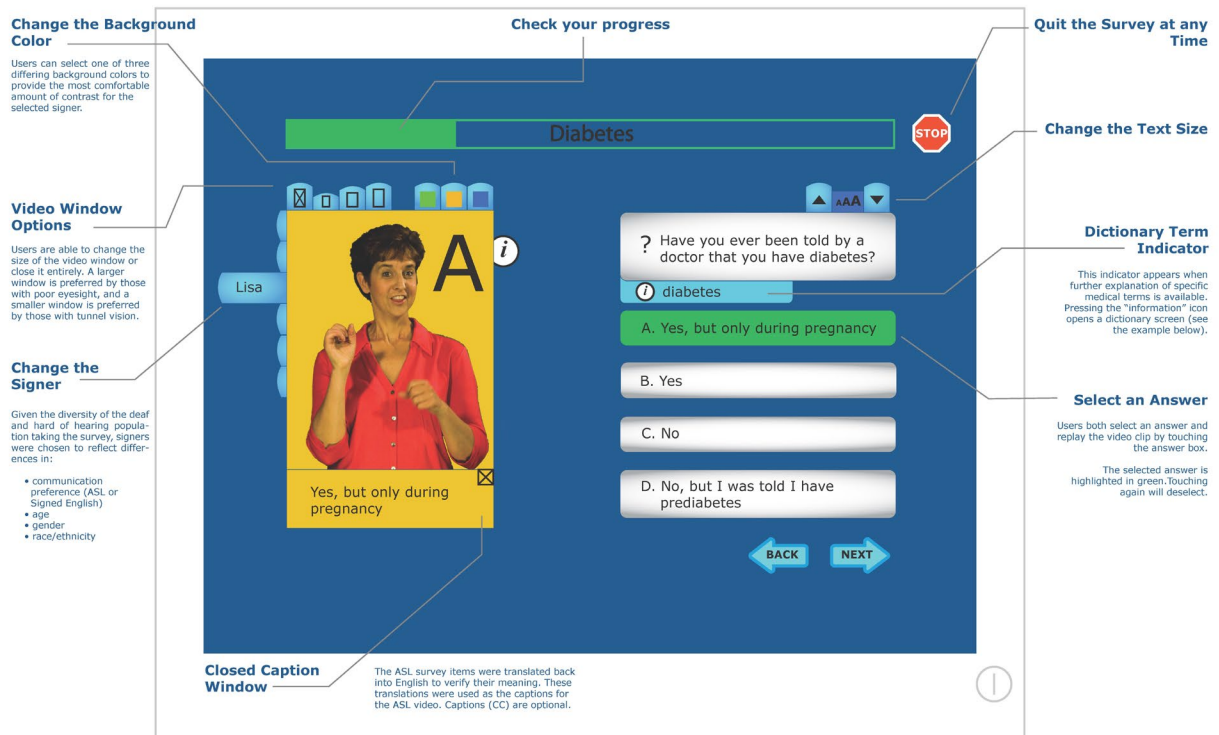 Change the Background
Color
Users can select one of three
differing background colors to
provide the most comfortable
amount of contrast for the
selected signer.
Check your progress
Quit the Survey at any
Time
Diabetes
STOP
Change the Text Size
AAA
Video Window
Options
Users are able to change the
size of the video window or
close it entirely. A larger
window is preferred by those
with poor eyesight, and a
smaller window is preferred
by those with tunnel vision.
Change the
Signer
Given the diversity of the deaf
and hard of hearing popula-
tion taking the survey, signers
were chosen to reflect differ-
ences in:
• communication
preference (ASL or
Signed English)
• age
• gender
• race/ethnicity
Lisa
A
i
Yes, but only during
pregnancy
? Have you ever been told by a
doctor that you have diabetes?
i diabetes
A. Yes, but only during pregnancy
B. Yes
C. No
D. No, but I was told I have
prediabetes
BACK
NEXT
Dictionary Term
Indicator
This indicator appears when
further explanation of specific
medical terms is available.
Pressing the "information" icon
opens a dictionary screen (see
the example below).
Select an Answer
Users both select an answer and
replay the video clip by touching
the answer box.
The selected answer is
highlighted in green.Touching
again will deselect.
Closed Caption
Window
The ASL survey items were translated back
into English to verify their meaning. These
translations were used as the captions for
the ASL video. Captions (CC) are optional.